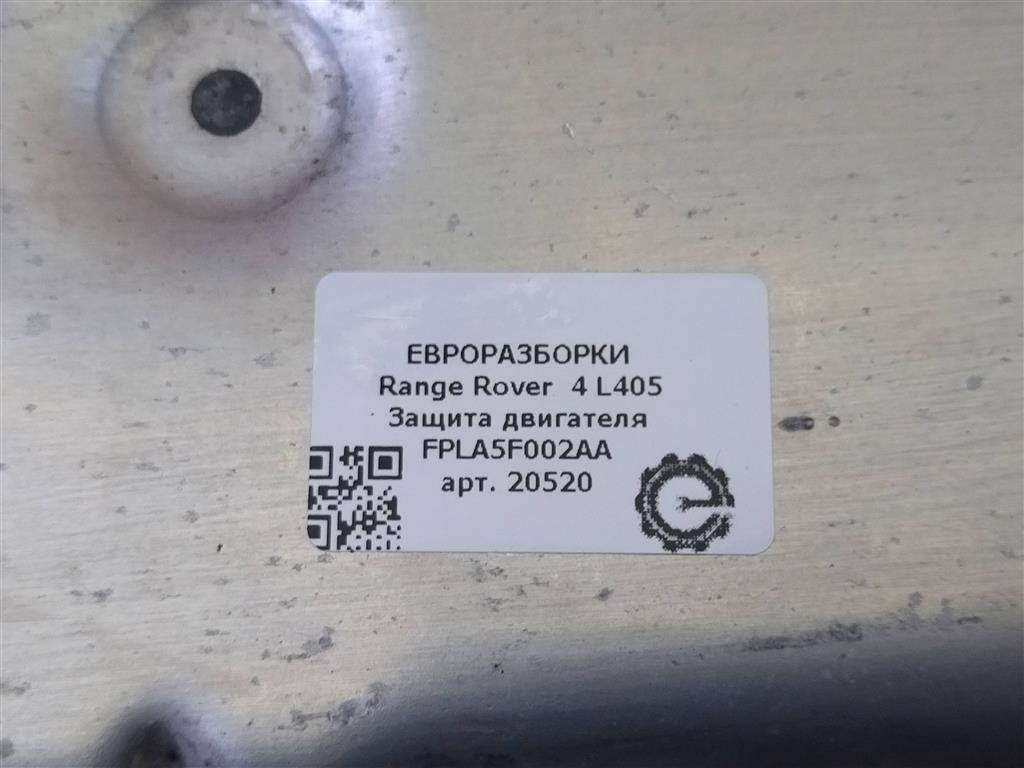 ЕВРОРАЗБОРКИ
Range Rover 4 L405
Защита двигателя
FPLA5F002AA
арт. 20520